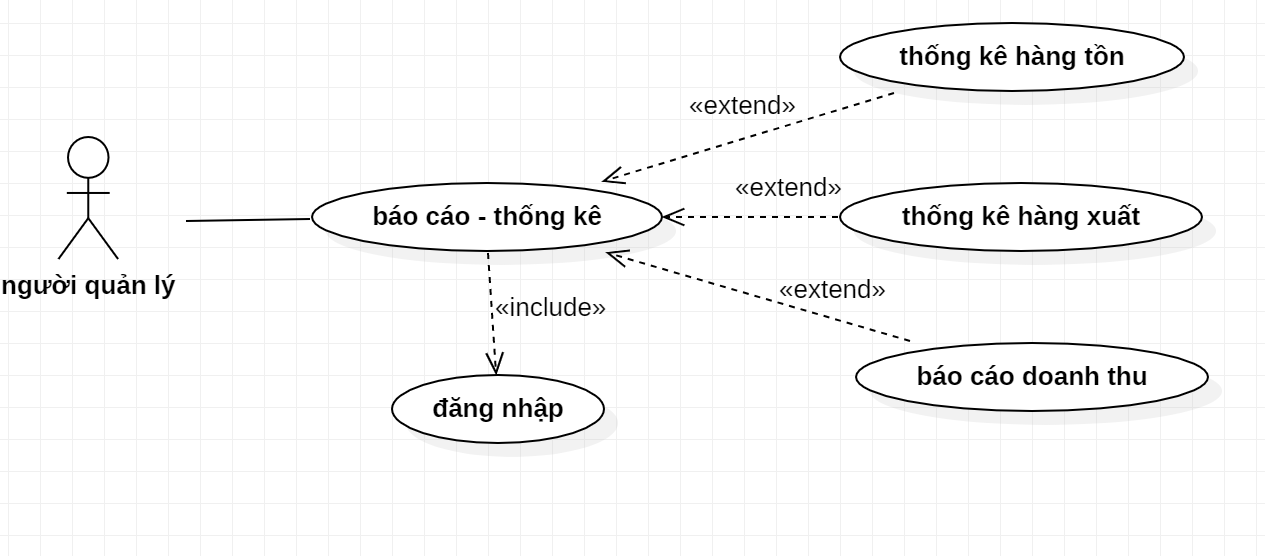 thống kê hàng tồn
«extend»
«extend»
thống kê hàng xuất
báo cáo - thống kê
người quản lý
«extend»
«include»
báo cáo doanh thu
đăng nhập